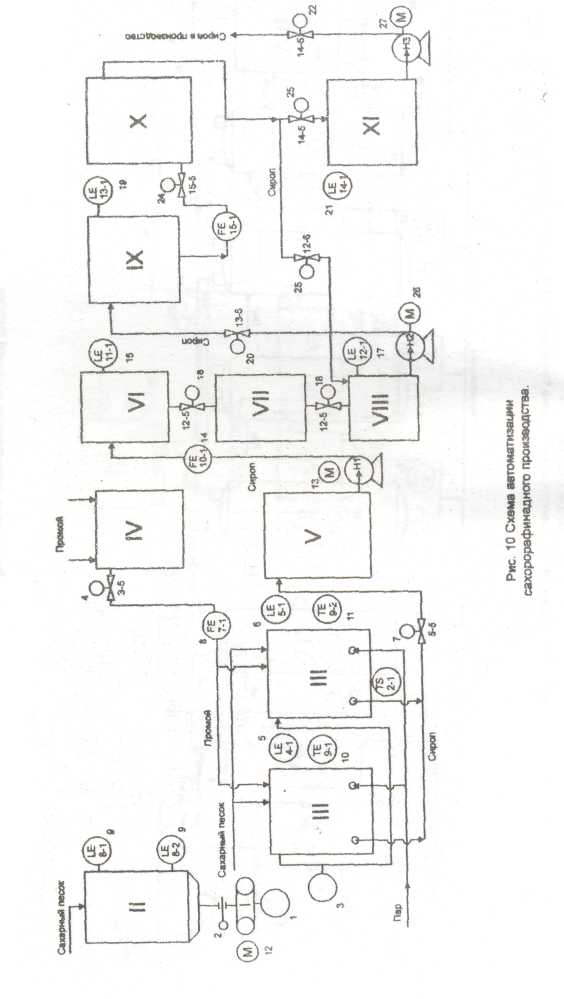 Сахарный песок
II
LE
8-1
9
LE
8-2
9
2
I
M
12
1
Сахарный песок
Промой
IV
4
3-5
8
FE
7-1
Промой
III
3
LE
4-1
5
TE
9-1
10
III
LE
5-1
6
TE
9-2
11
TS
2-1
Пар
Сироп
7
5-5
V
13
M
Н1
Сироп
FE
10-1
14
VI
LE
11-1
15
12-5
18
VII
12-5
18
VIII
LE
12-1
17
Н2
M
26
Сироп
20
13-5
IX
LE
13-1
19
FE
15-1
24
15-5
X
Сироп
25
12-6
14-5
25
XI
LE
14-1
21
Н3
M
27
14-5
22
Сироп в производство
Рис. 10 Схема автоматизации
сахорорафинадного производства.